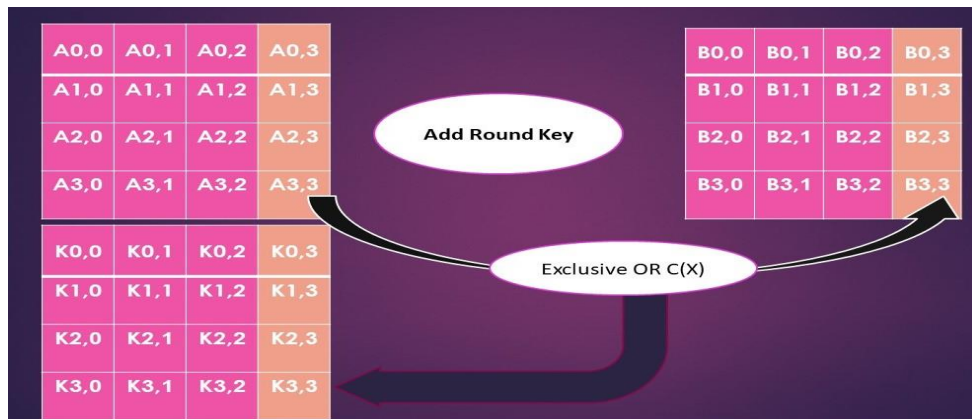 A0,0 A0,1 A0,2 A0,3
A1,0 A1,1 A1,2 A1,3
A2,0 A2,1 A2,2 A2,3
A3,0 A3,1 A3,2 A3,3
Add Round Key
B0,0 B0,1 B0,2 B0,3
B1,0 B1,1 B1,2 B1,3
B2,0 B2,1 B2,2 B2,3
B3,0 B3,1 B3,2 B3,3
K0,0 K0,1 K0,2 K0,3
K1,0 K1,1 K1,2 K1,3
K2,0 K2,1 K2,2 K2,3
K3,0 K3,1 K3,2 K3,3
Exclusive OR C(X)